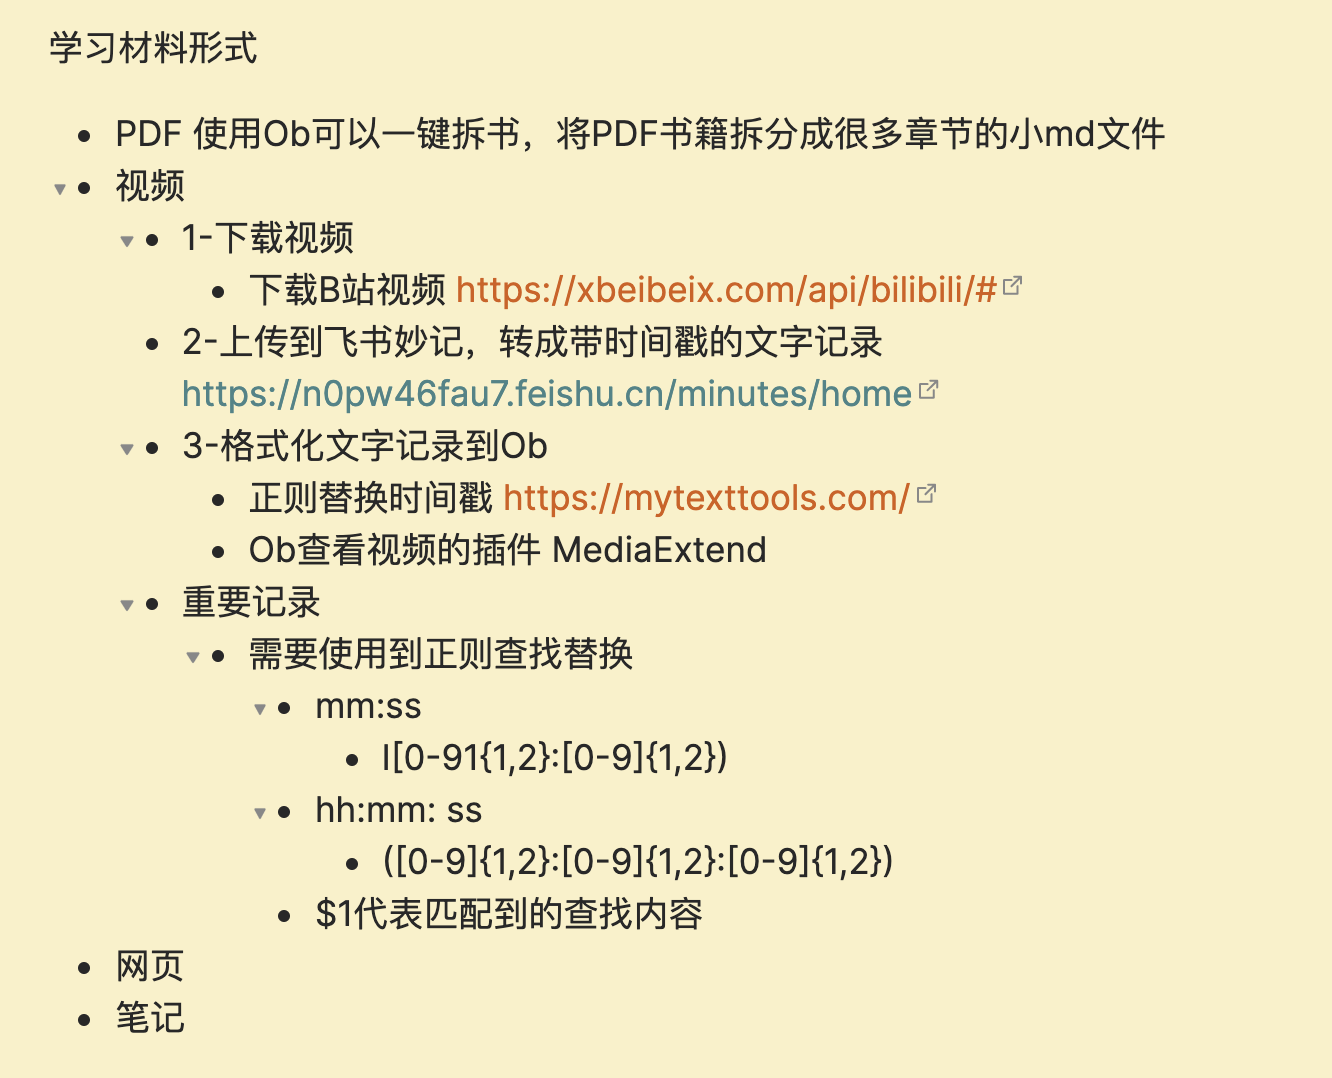 学习材料形式
PDF 使用Ob可以一键拆书，将PDF书籍拆分成很多章节的小md文件
视频
1-下载视频
下载B站视频 https://xbeibeix.com/api/bilibili/#
2-上传到飞书妙记，转成带时间戳的文字记录
https://n0pw46fau7.feishu.cn/minutes/home
3-格式化文字记录到Ob
正则替换时间戳 https://mytexttools.com/
Ob查看视频的插件 MediaExtend
重要记录
需要使用到正则查找替换
mm:ss
I[0-91{1,2}:[0-9]{1,2})
hh:mm: ss
([0-9]{1,2}:[0-9]{1,2}:[0-9]{1,2})
$1代表匹配到的查找内容
网页
笔记